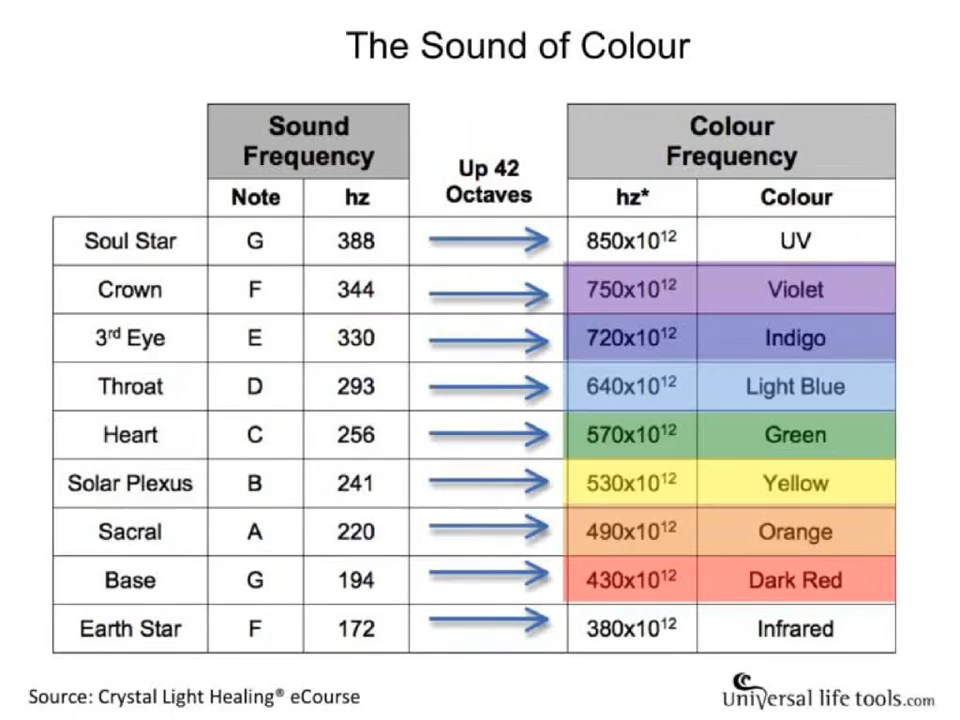 The Sound of Colour
Sound Frequency
Up 42 Octaves
Colour Frequency
Note hz hz* Colour
Soul Star G 388 850x10¹² UV
Crown F 344 750x10¹² Violet
3rd Eye E 330 720x10¹² Indigo
Throat D 293 640x10¹² Light Blue
Heart C 256 570x10¹² Green
Solar Plexus B 241 530x10¹² Yellow
Sacral A 220 490x10¹² Orange
Base G 194 430x10¹² Dark Red
Earth Star F 172 380x10¹² Infrared
Source: Crystal Light Healing® eCourse
Universal life tools.com